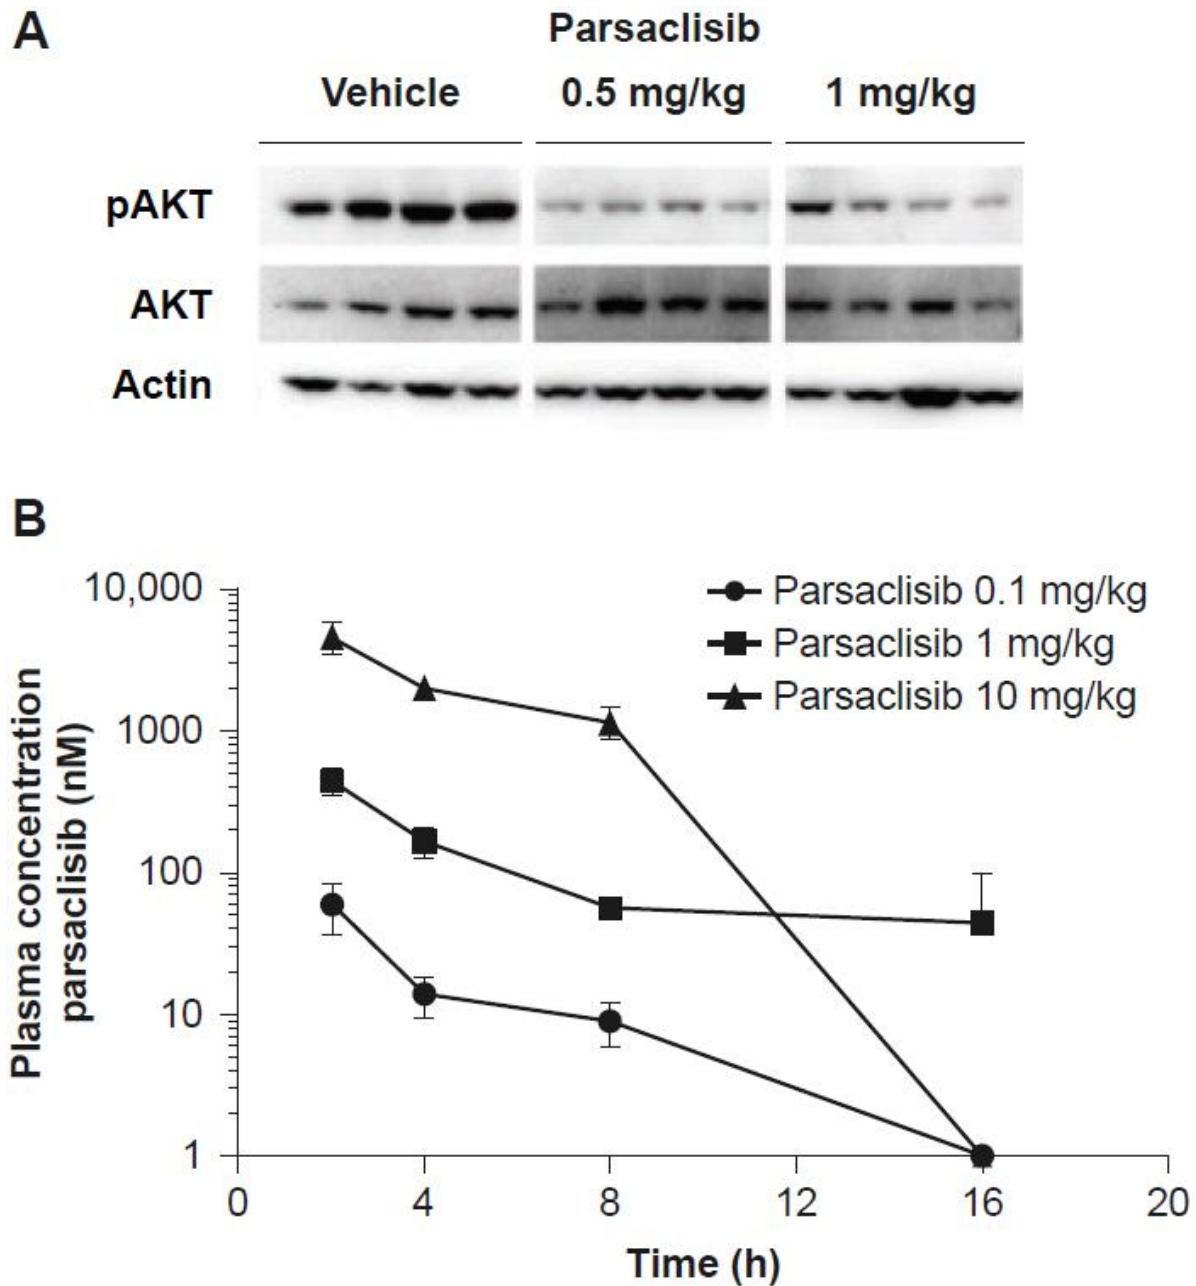 A
Parsaclisib
Vehicle 0.5 mg/kg 1 mg/kg
pAKT
AKT
Actin
B
Plasma concentration
parsaclisib (nM)
10,000
1000
100
10
1
Parsaclisib 0.1 mg/kg
Parsaclisib 1 mg/kg
Parsaclisib 10 mg/kg
0 4 8 12 16 20
Time (h)